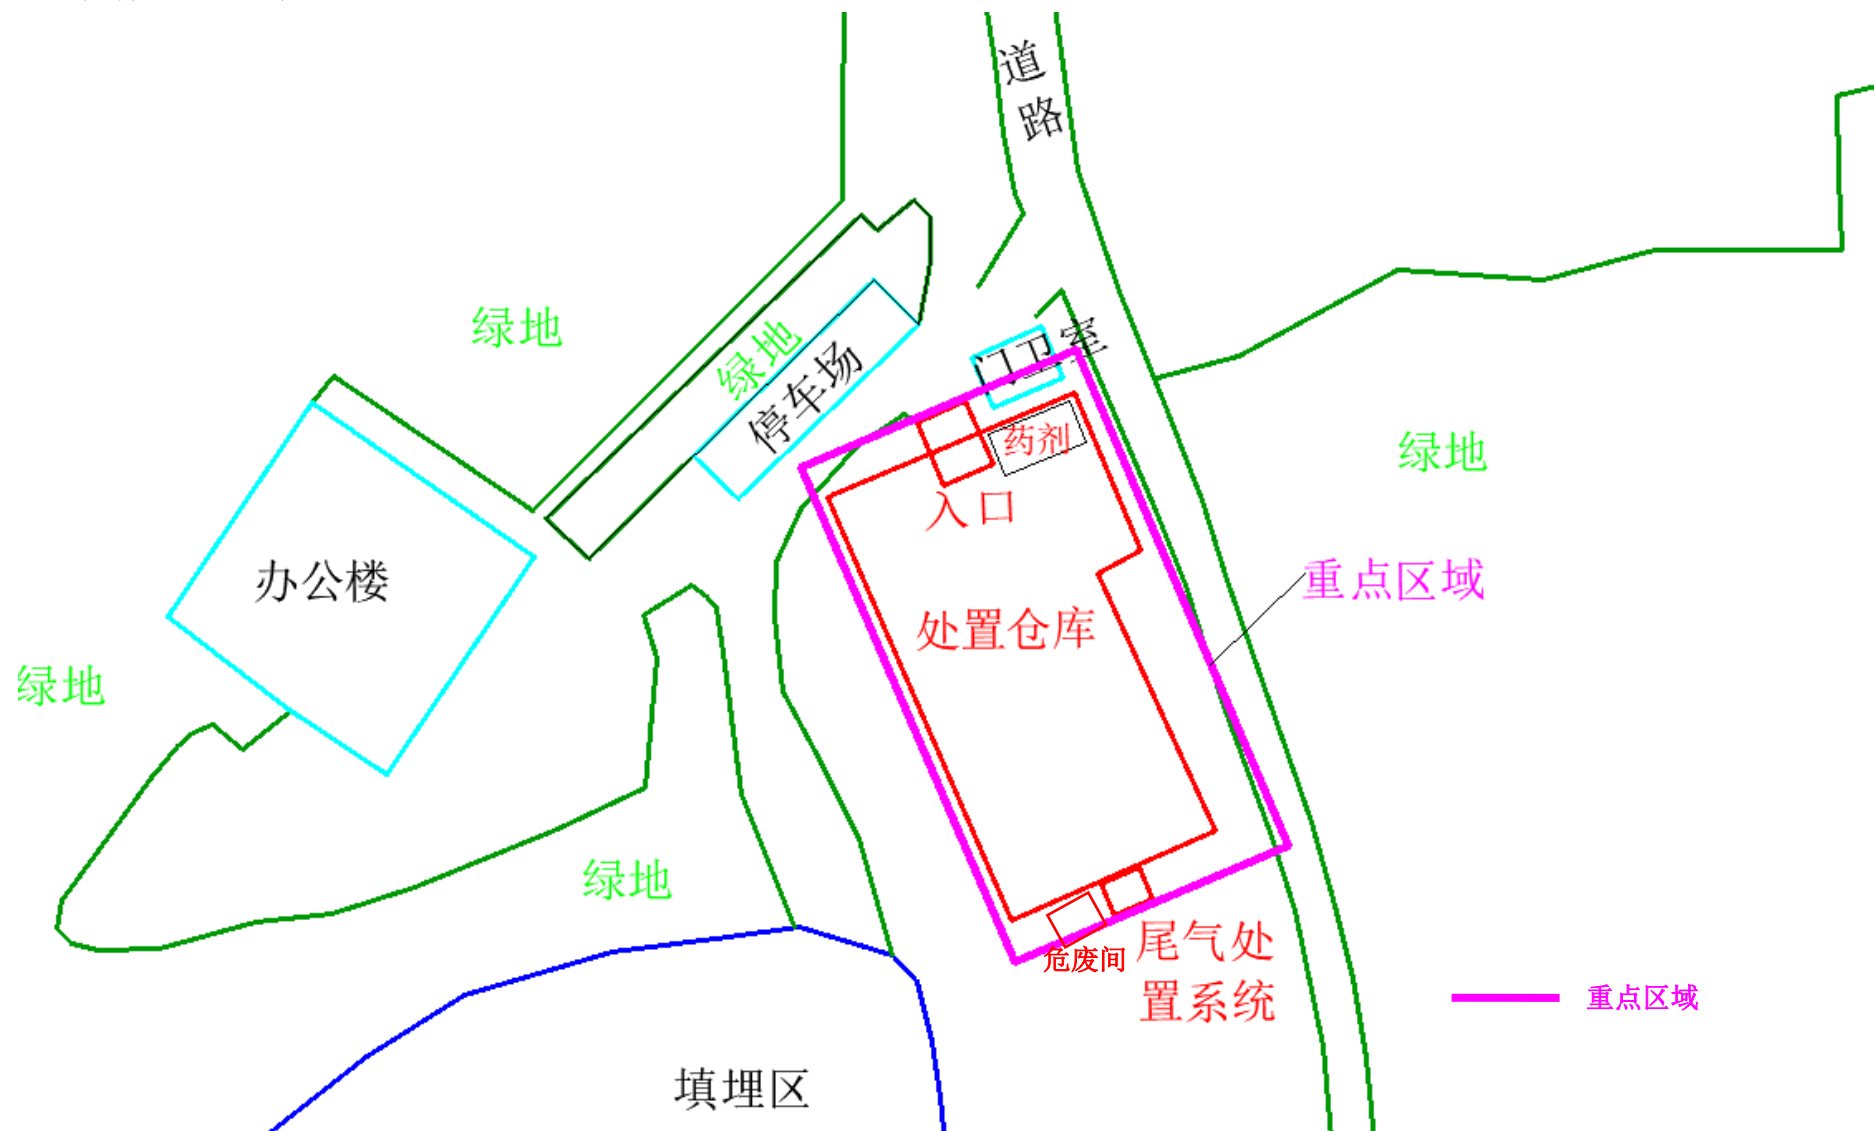 道
路
绿地
绿地
停车场
门卫室
药剂
入口
绿地
办公楼
重点区域
处置仓库
绿地
绿地
尾气处
置系统
危废间
重点区域
填埋区